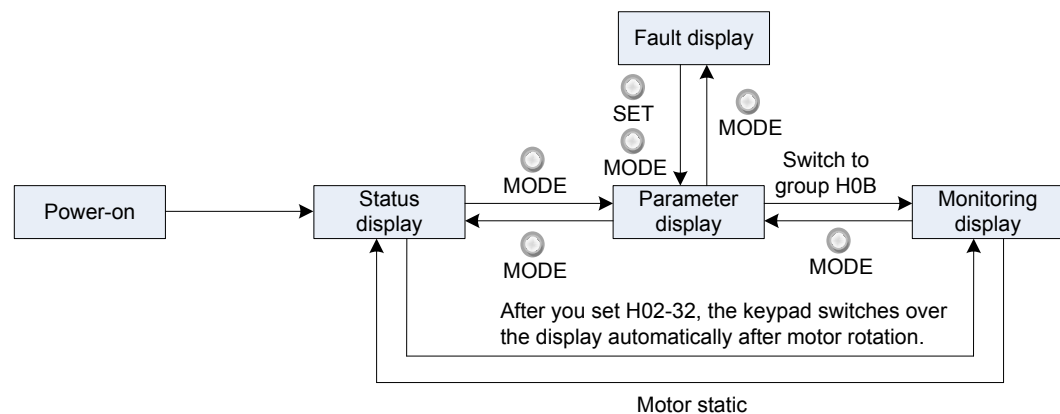 Fault display
SET
MODE
MODE
MODE
Switch to
group H0B
Power-on
Status
display
Parameter
display
Monitoring
display
MODE
MODE
After you set H02-32, the keypad switches over
the display automatically after motor rotation.
Motor static